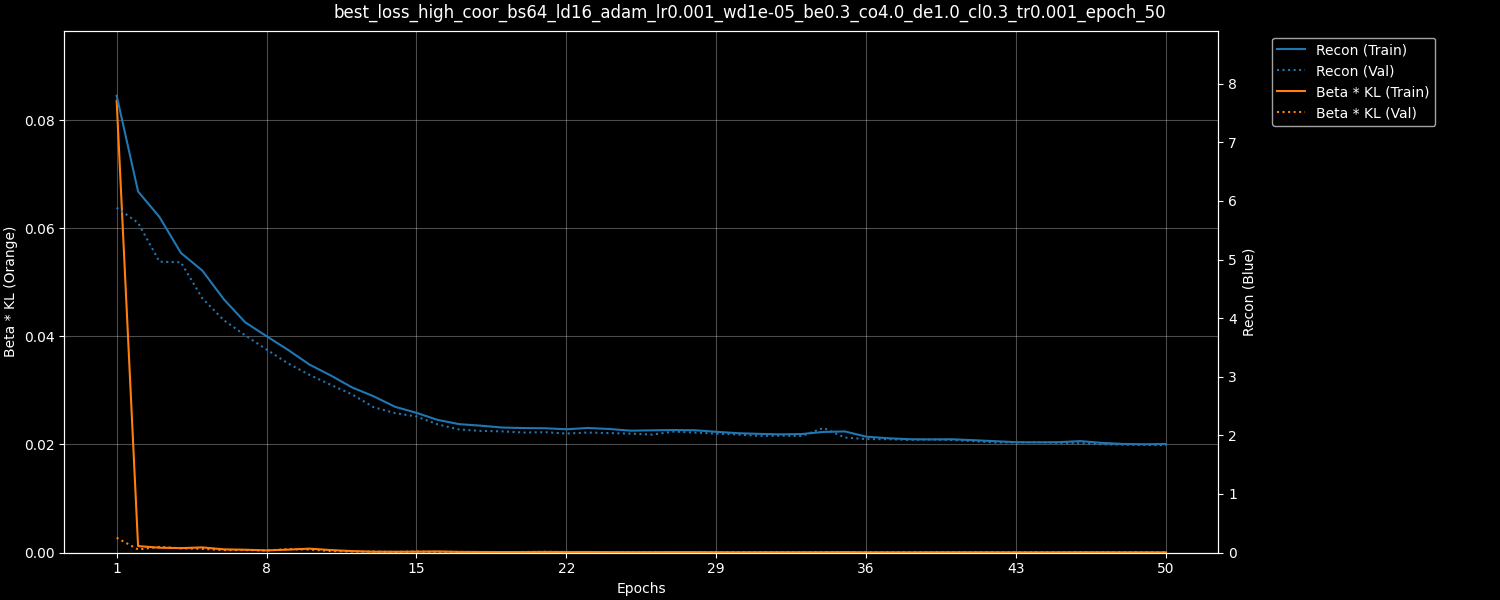 best_loss_high_coor_bs64_ld16_adam_lr0.001_wd1e-05_be0.3_co4.0_de1.0_cl0.3_tr0.001_epoch_50
Recon (Train)
Recon (Val)
Beta * KL (Train)
Beta * KL (Val)
Beta * KL (Orange)
0.08
0.06
0.04
0.02
0.00
8
7
6
5
4
3
2
1
0
Recon (Blue)
1 8 15 22 29 36 43 50
Epochs